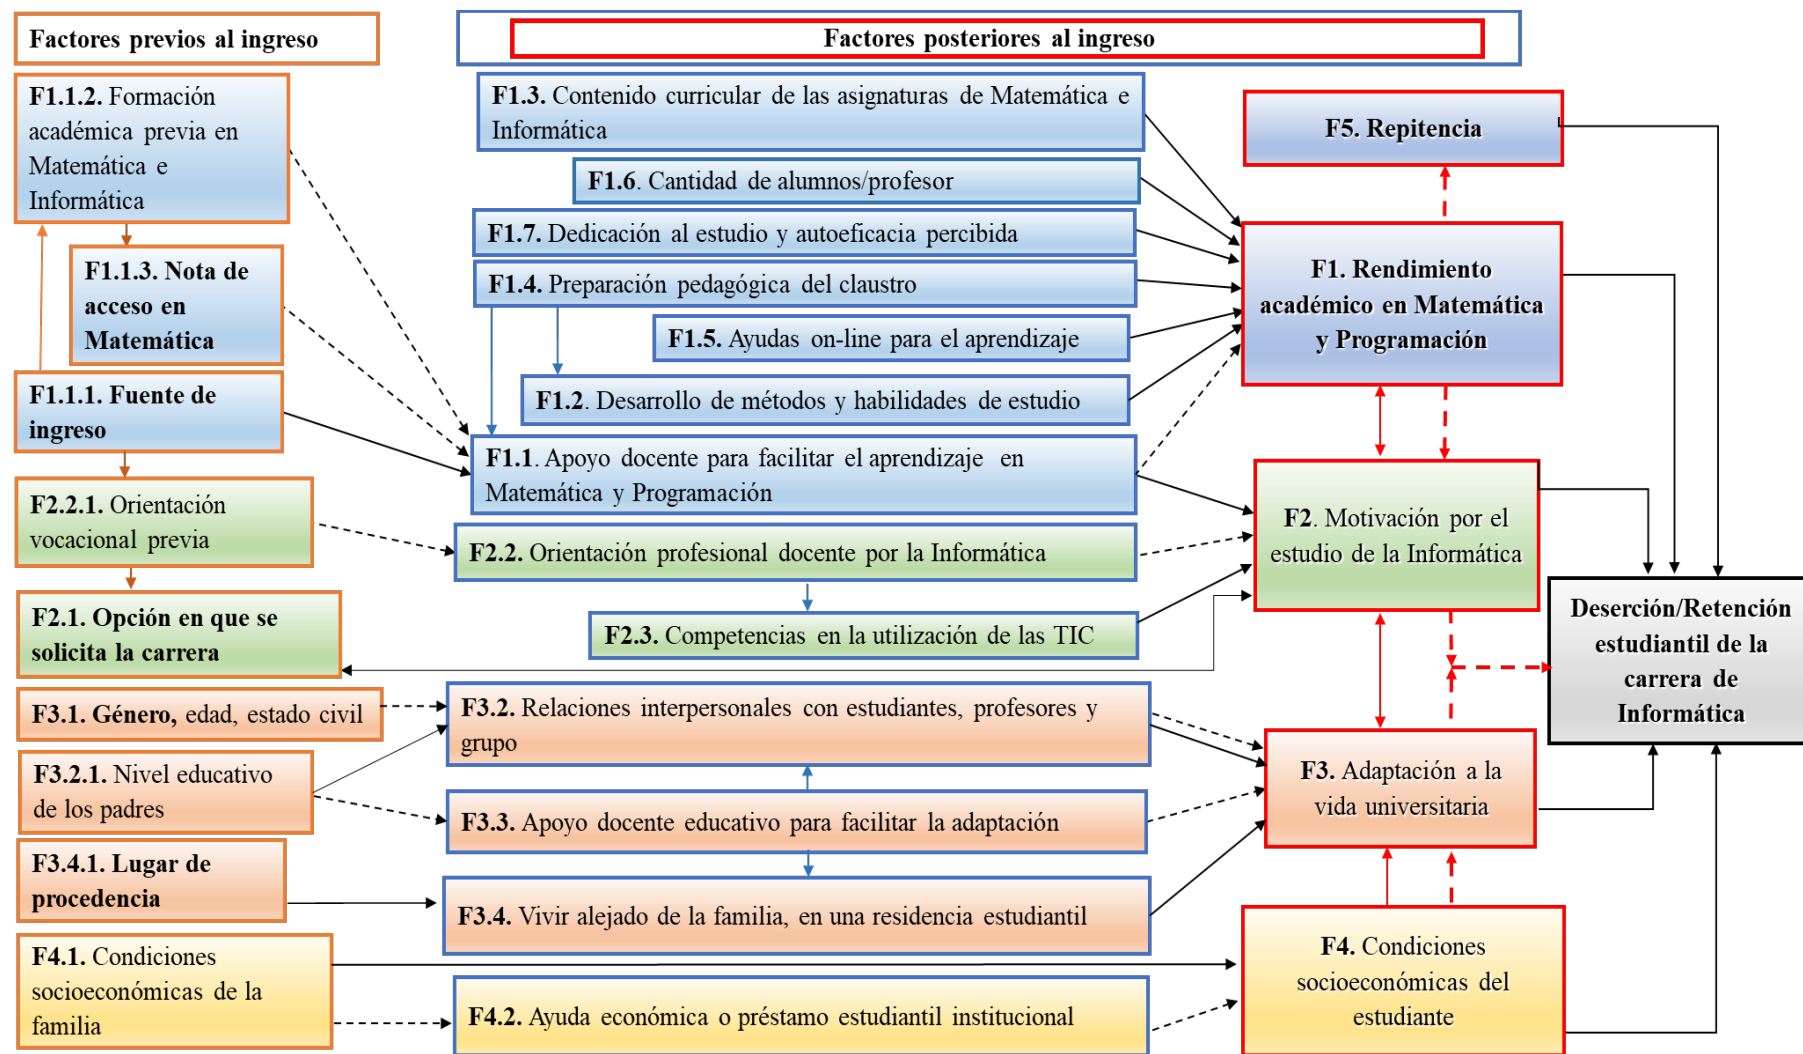 Factores previos al ingreso
Factores posteriores al ingreso
F1.1.2. Formación
académica previa en
Matemática e
Informática
F1.1.3. Nota de
acceso en
Matemática
F1.1.1. Fuente de
ingreso
F2.2.1. Orientación
vocacional previa
F2.1. Opción en que se
solicita la carrera
F3.1. Género, edad, estado civil
F3.2.1. Nivel educativo
de los padres
F3.4.1. Lugar de
procedencia
F4.1. Condiciones
socioeconómicas de la
familia
F1.3. Contenido curricular de las asignaturas de Matemática e
Informática
F1.6. Cantidad de alumnos/profesor
F1.7. Dedicación al estudio y autoeficacia percibida
F1.4. Preparación pedagógica del claustro
F1.5. Ayudas on-line para el aprendizaje
F1.2. Desarrollo de métodos y habilidades de estudio
F1.1. Apoyo docente para facilitar el aprendizaje en
Matemática y Programación
F2.2. Orientación profesional docente por la Informática
F2.3. Competencias en la utilización de las TIC
F3.2. Relaciones interpersonales con estudiantes, profesores y
grupo
F3.3. Apoyo docente educativo para facilitar la adaptación
F3.4. Vivir alejado de la familia, en una residencia estudiantil
F4.2. Ayuda económica o préstamo estudiantil institucional
F5. Repitencia
F1. Rendimiento
académico en Matemática
y Programación
F2. Motivación por el
estudio de la Informática
F3. Adaptación a la
vida universitaria
F4. Condiciones
socioeconómicas del
estudiante
Deserción/Retención
estudiantil de la
carrera de
Informática